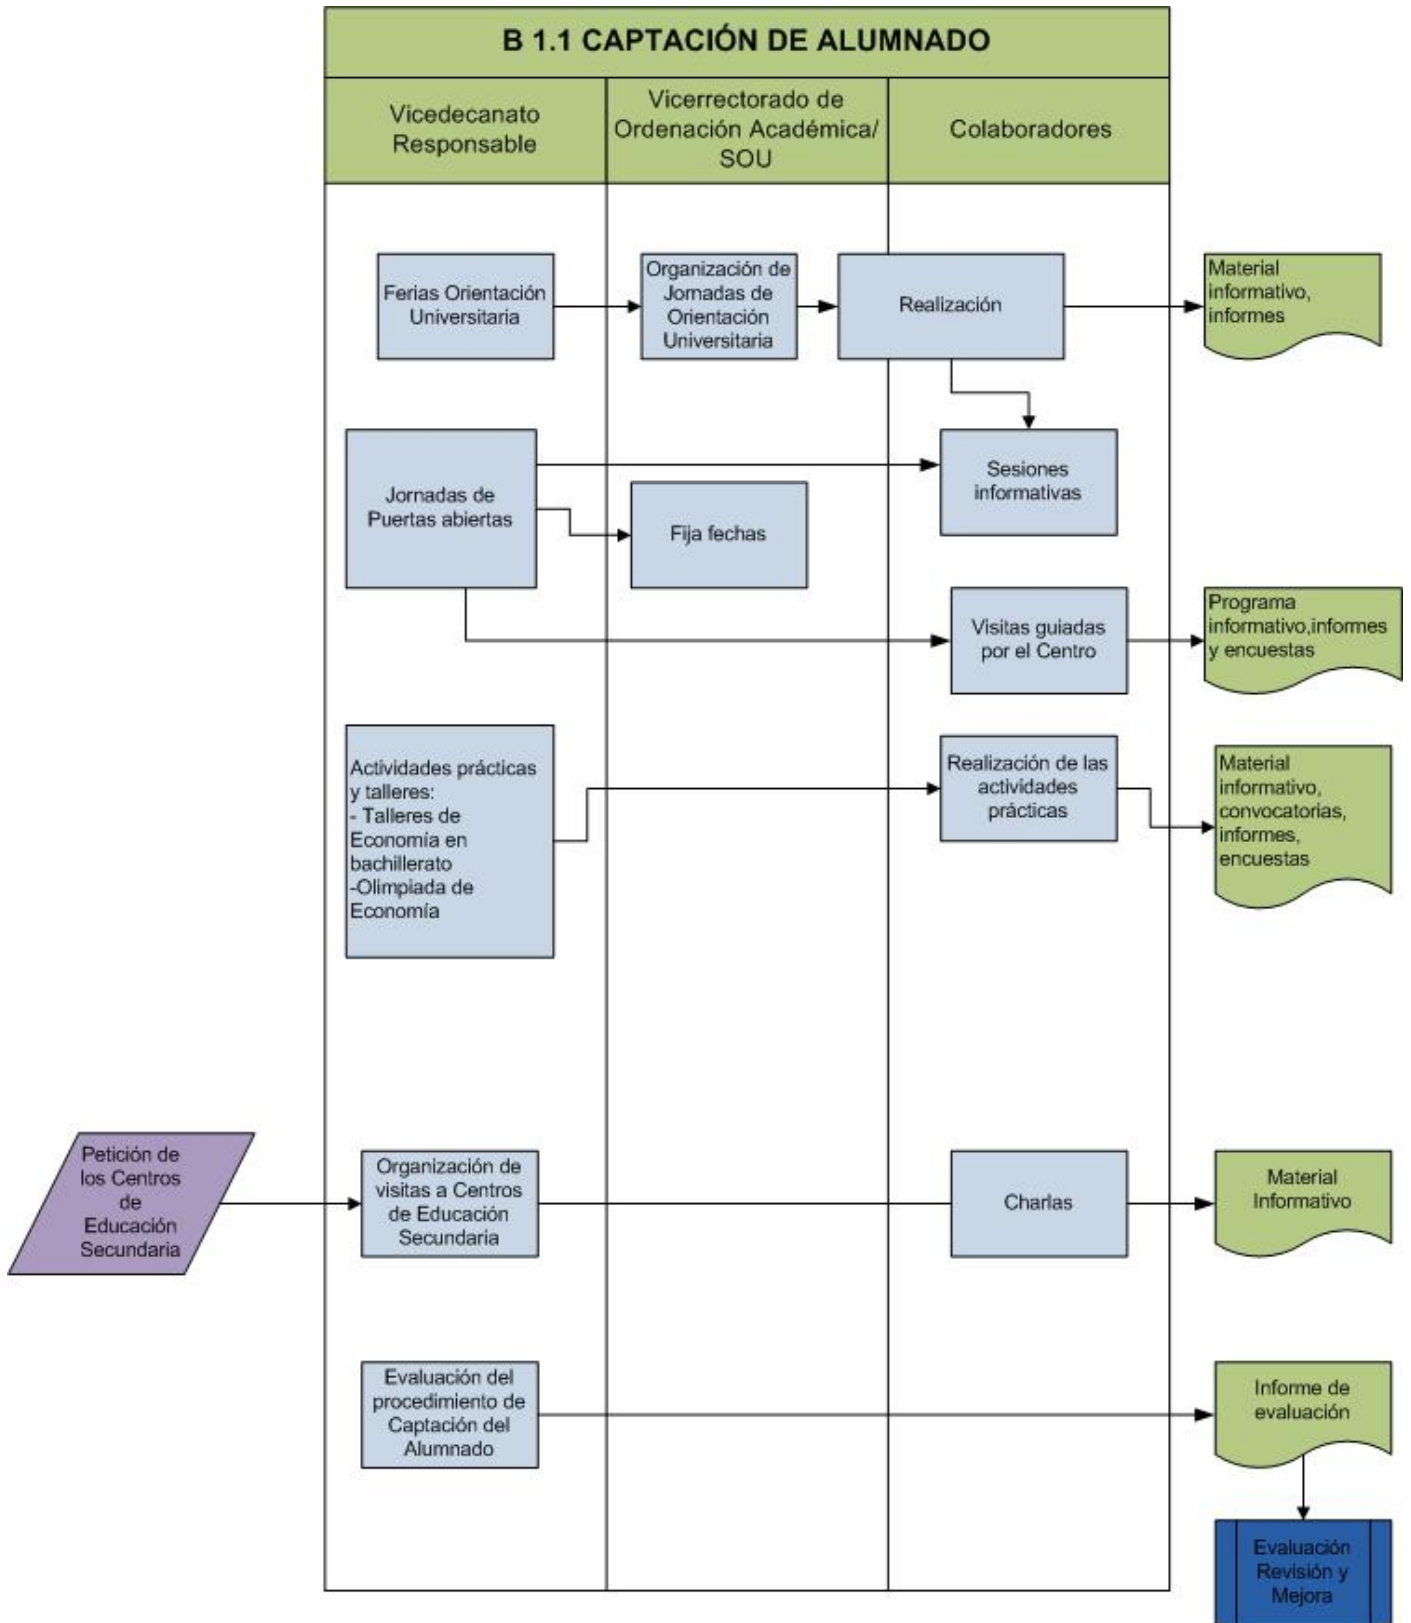 B 1.1 CAPTACIÓN DE ALUMNADO
Vicedecanato
Responsable
Vicerrectorado de
Ordenación Académica/
SOU
Colaboradores
Ferias Orientación
Universitaria
Organización de
Jornadas de
Orientación
Universitaria
Realización
Material
informativo,
informes
Jornadas de
Puertas abiertas
Fija fechas
Sesiones
informativas
Visitas guiadas
por el Centro
Programa
informativo,informes
y encuestas
Actividades prácticas
y talleres:
- Talleres de
Economía en
bachillerato
-Olimpiada de
Economía
Realización de las
actividades
prácticas
Material
informativo,
convocatorias,
informes,
encuestas
Petición de
los Centros
de
Educación
Secundaria
Organización de
visitas a Centros
de Educación
Secundaria
Charlas
Material
Informativo
Evaluación del
procedimiento de
Captación del
Alumnado
Informe de
evaluación
Evaluación
Revisión y
Mejora